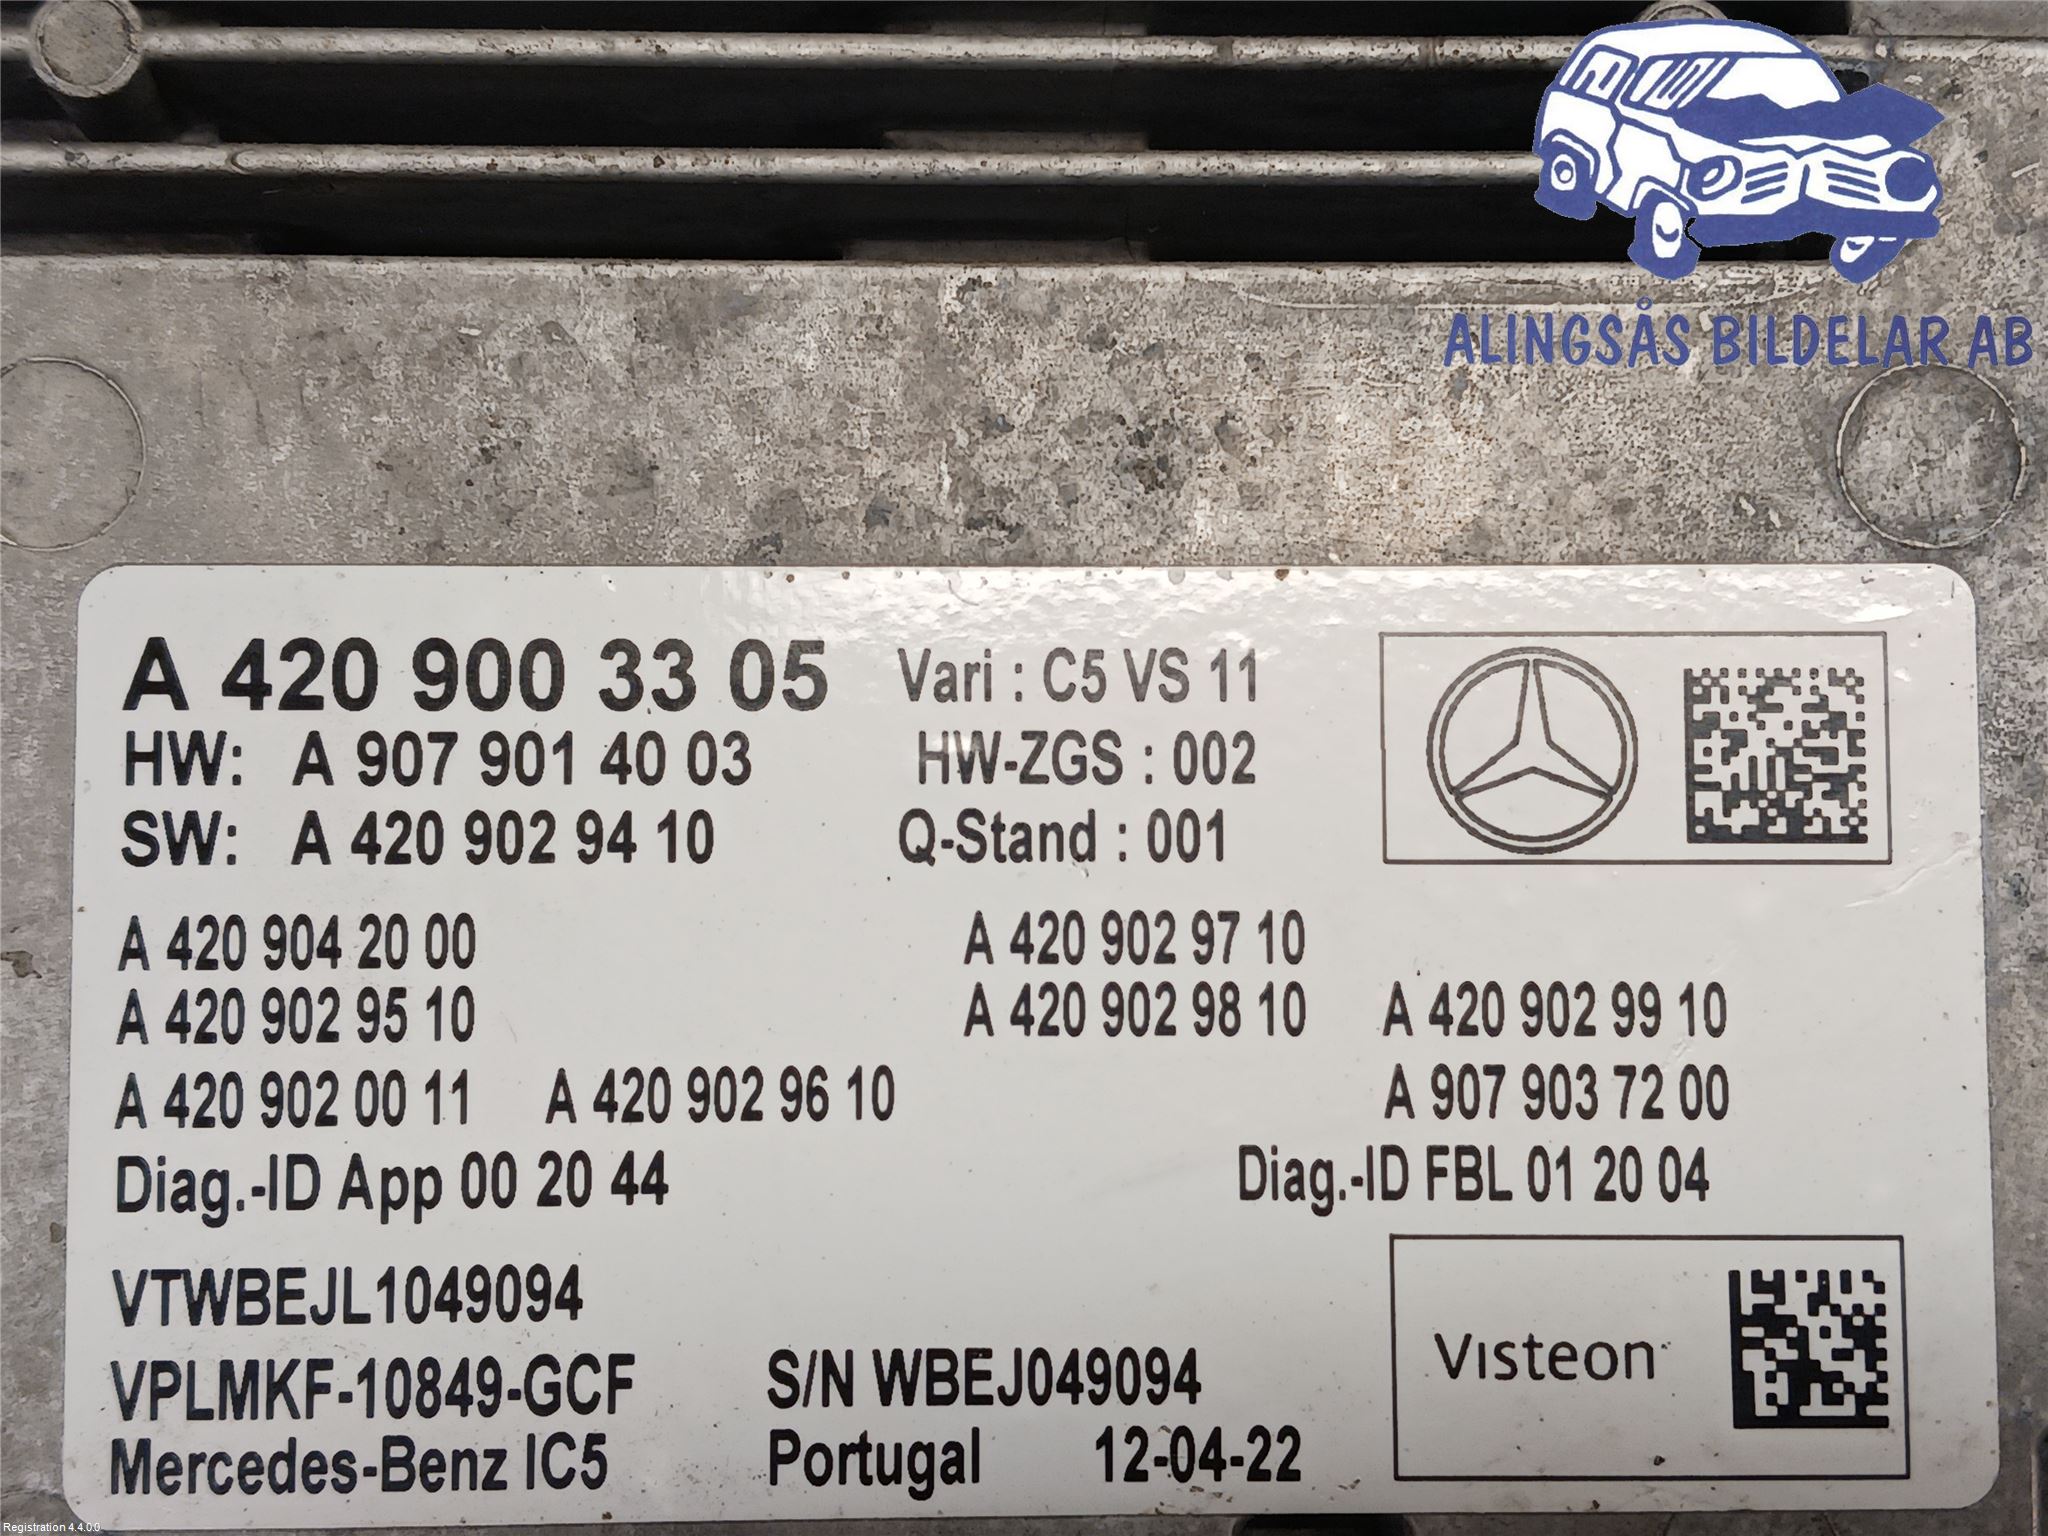 ALINGSÅS BILDELAR AB
A 420 900 33 05 Vari : C5 VS 11
HW: A 907 901 40 03 HW-ZGS : 002
SW: A 420 902 94 10 Q-Stand : 001
A 420 904 20 00 A 420 902 97 10
A 420 902 95 10 A 420 902 98 10 A 420 902 99 10
A 420 902 00 11 A 420 902 96 10 A 907 903 72 00
Diag.-ID App 00 20 44 Diag.-ID FBL 01 20 04
VTWBEJL1049094
Visteon
VPLMKF-10849-GCF S/N WBEJ049094
Mercedes-Benz IC5 Portugal 12-04-22
Registration 4.4.0.0